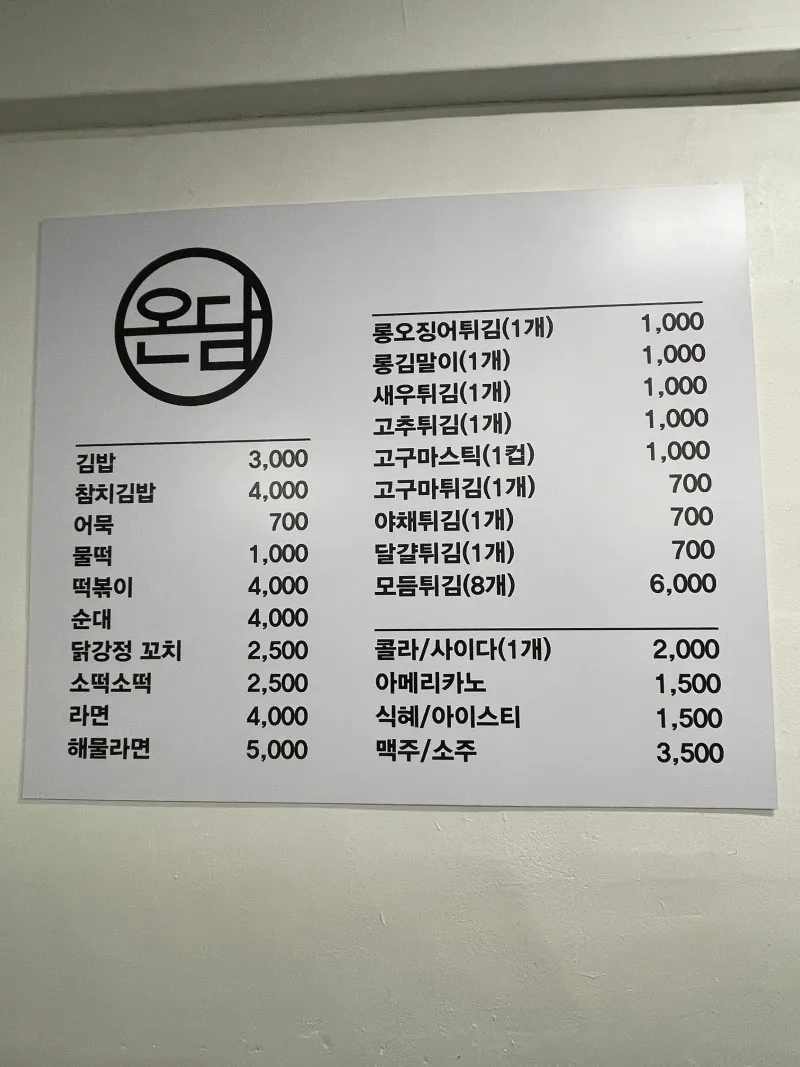 온담
김밥 3,000
참치김밥 4,000
어묵 700
물떡 1,000
떡볶이 4,000
순대 4,000
닭강정 꼬치 2,500
소떡소떡 2,500
라면 4,000
해물라면 5,000
롱오징어튀김(1개) 1,000
롱김말이(1개) 1,000
새우튀김(1개) 1,000
고추튀김(1개) 1,000
고구마스틱(1컵) 1,000
고구마튀김(1개) 700
야채튀김(1개) 700
달걀튀김(1개) 700
모듬튀김(8개) 6,000
콜라/사이다(1개) 2,000
아메리카노 1,500
식혜/아이스티 1,500
맥주/소주 3,500